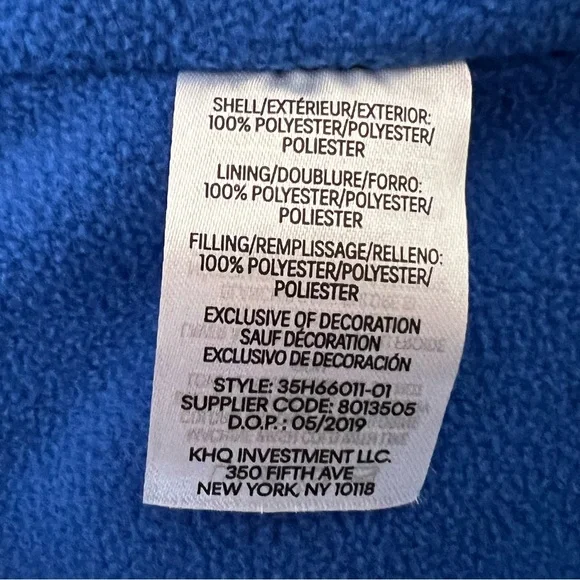 SHELL/EXTÉRIEUR/EXTERIOR:
100% POLYESTER/POLYESTER/
POLIESTER
LINING/DOUBLURE/FORRO:
100% POLYESTER/POLYESTER/
POLIESTER
FILLING/REMPLISSAGE/RELLENO:
100% POLYESTER/POLYESTER/
POLIESTER
EXCLUSIVE OF DECORATION
SAUF DÉCORATION
EXCLUSIVO DE DECORACIÓN
STYLE: 35H66011-01
SUPPLIER CODE: 8013505
D.O.P.: 05/2019
KHQ INVESTMENT LLC.
350 FIFTH AVE
NEW YORK, NY 10118